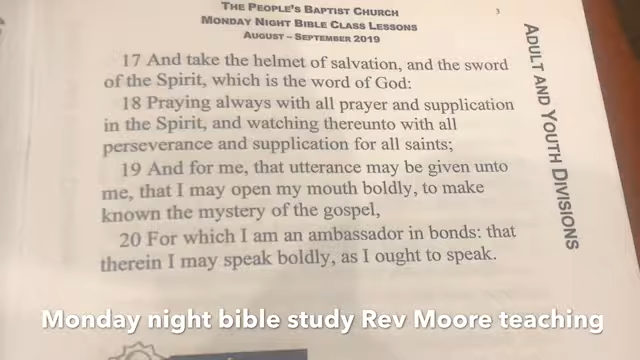 THE PEOPLE'S BAPTIST CHURCH
MONDAY NIGHT BIBLE CLASS LESSONS
AUGUST – SEPTEMBER 2019
3
17 And take the helmet of salvation, and the sword
of the Spirit, which is the word of God:
18 Praying always with all prayer and supplication
in the Spirit, and watching thereunto with all
perseverance and supplication for all saints;
19 And for me, that utterance may be given unto
me, that I may open my mouth boldly, to make
known the mystery of the gospel,
20 For which I am an ambassador in bonds: that
therein I may speak boldly, as I ought to speak.
ADULT AND YOUTH DIVISIONS
Monday night bible study Rev Moore teaching